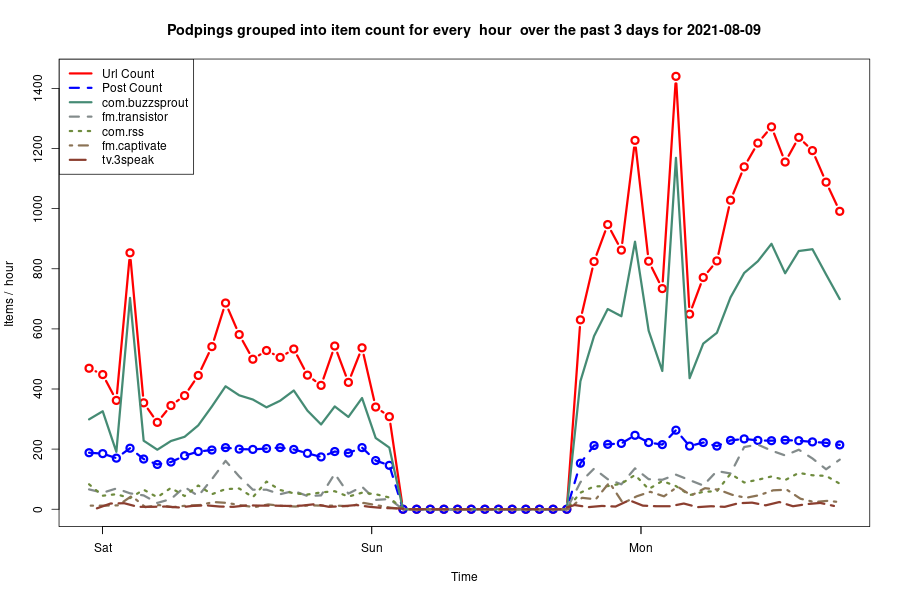 Podpings grouped into item count for every  hour  over the past 3 days for 2021-08-09
Url Count
Post Count
com.buzzsprout
fm.transistor
com.rss
fm.captivate
tv.3speak
Items /  hour
1400
1200
1000
800
600
400
200
0
Sat Sun Mon
Time